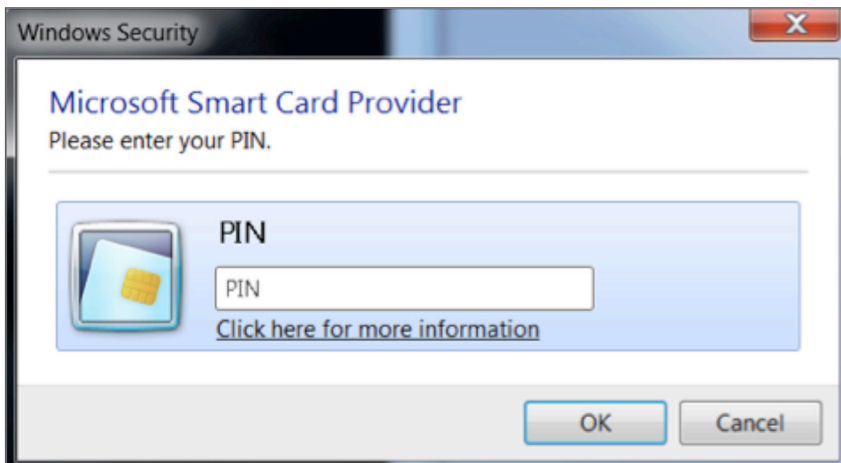 Windows Security
X
Microsoft Smart Card Provider
Please enter your PIN.
PIN
PIN
Click here for more information
OK Cancel